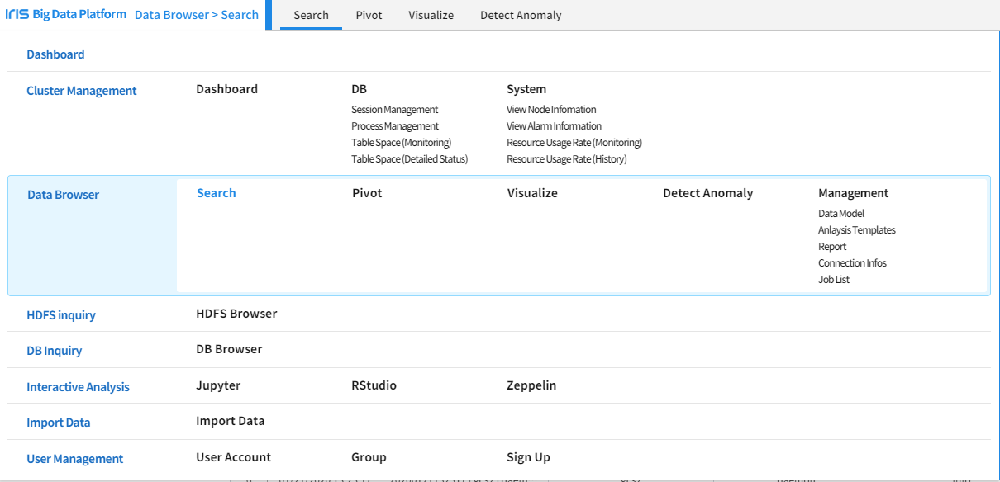 IRIS Big Data Platform Data Browser > Search Search Pivot Visualize Detect Anomaly
Dashboard
Cluster Management Dashboard DB System
Session Management View Node Infomation
Process Management View Alarm Information
Table Space (Monitoring) Resource Usage Rate (Monitoring)
Table Space (Detailed Status) Resource Usage Rate (History)
Data Browser Search Pivot Visualize Detect Anomaly Management
Data Model
Anlaysis Templates
Report
Connection Infos
Job List
HDFS inquiry HDFS Browser
DB Inquiry DB Browser
Interactive Analysis Jupyter RStudio Zeppelin
Import Data Import Data
User Management User Account Group Sign Up